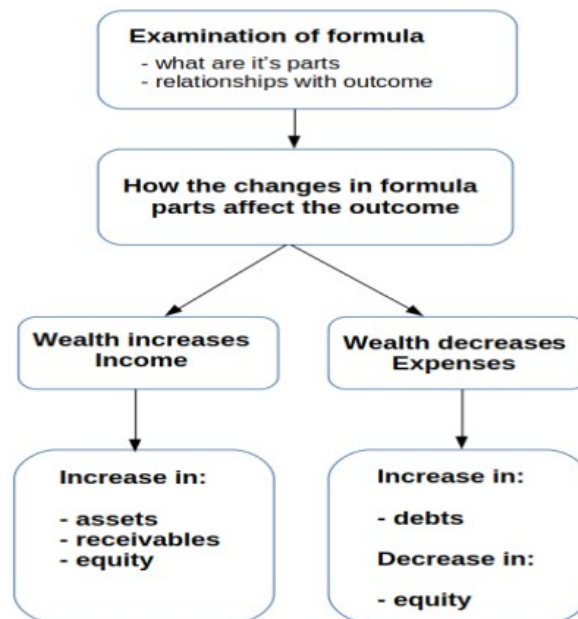 Examination of formula
- what are it's parts
- relationships with outcome
How the changes in formula
parts affect the outcome
Wealth increases
Income
Wealth decreases
Expenses
Increase in:
- assets
- receivables
- equity
Increase in:
- debts
Decrease in:
- equity